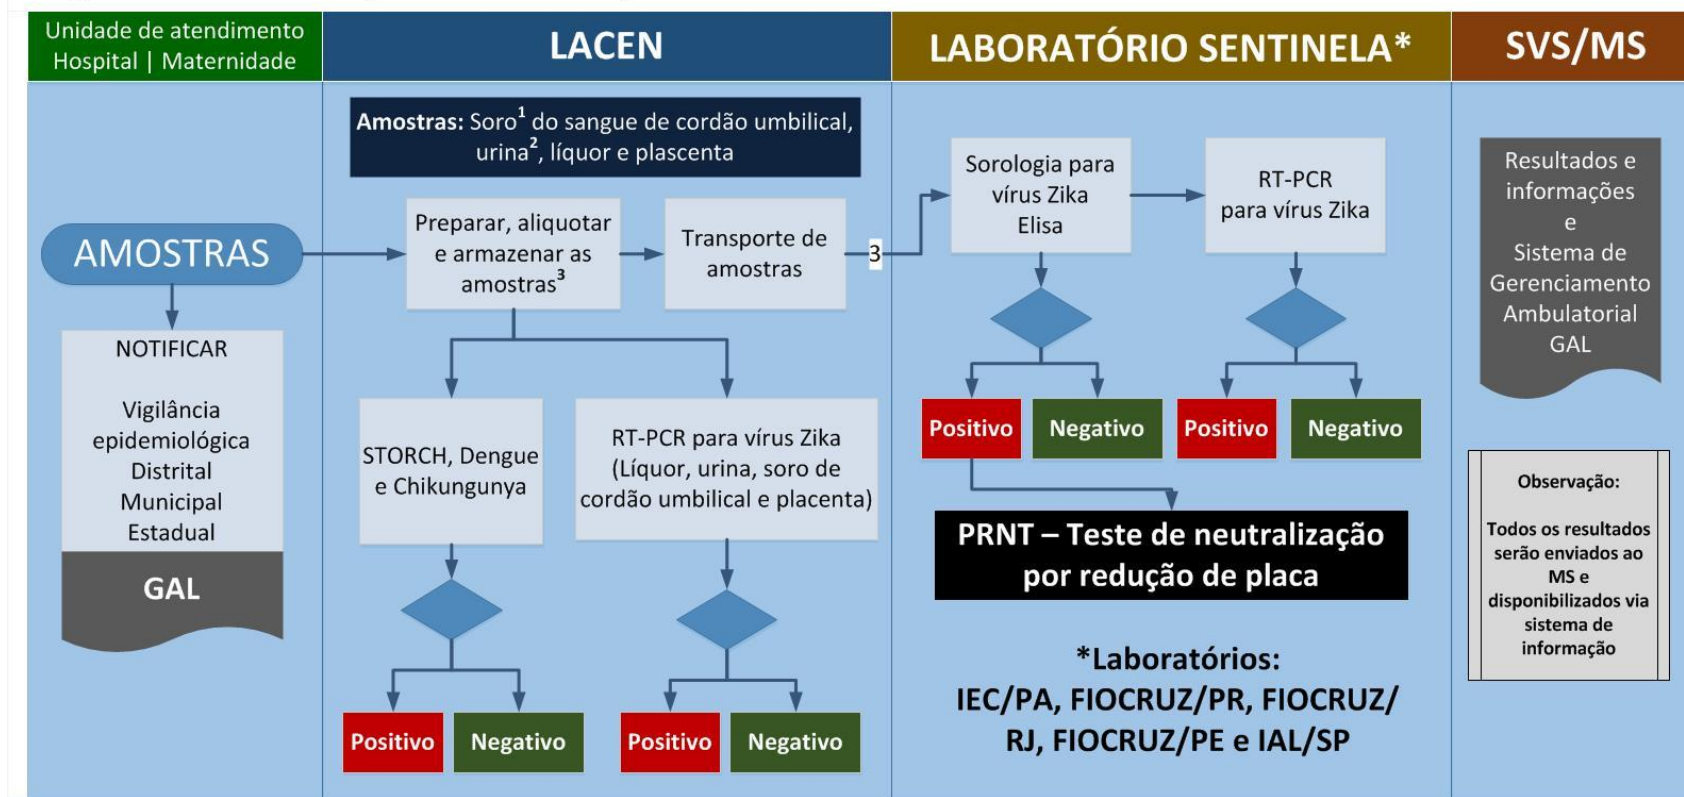 Unidade de atendimento
Hospital | Maternidade
LACEN
LABORATÓRIO SENTINELA*
SVS/MS
AMOSTRAS
NOTIFICAR
Vigilância
epidemiológica
Distrital
Municipal
Estadual
GAL
Amostras: Soro¹ do sangue de cordão umbilical,
urina², líquor e plascenta
Preparar, aliquotar
e armazenar as
amostras³
Transporte de
amostras
3
STORCH, Dengue
e Chikungunya
RT-PCR para vírus Zika
(Líquor, urina, soro de
cordão umbilical e placenta)
Positivo
Negativo
Positivo
Negativo
Sorologia para
vírus Zika
Elisa
RT-PCR
para vírus Zika
Positivo
Negativo
Positivo
Negativo
PRNT – Teste de neutralização
por redução de placa
*Laboratórios:
IEC/PA, FIOCRUZ/PR, FIOCRUZ/
RJ, FIOCRUZ/PE e IAL/SP
Resultados e
informações
e
Sistema de
Gerenciamento
Ambulatorial
GAL
Observação:
Todos os resultados
serão enviados ao
MS e
disponibilizados via
sistema de
informação